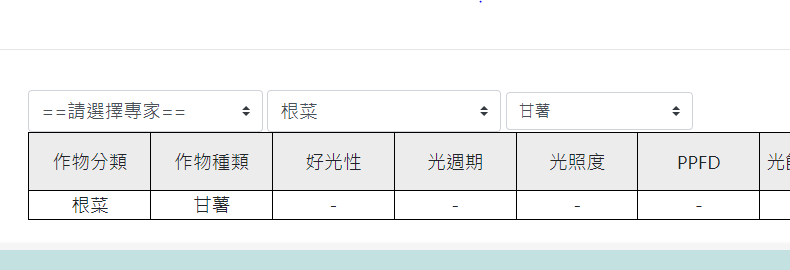 ==請選擇專家== 根菜 甘薯
作物分類 作物種類 好光性 光週期 光照度 PPFD 光
根菜 甘薯 - - - -